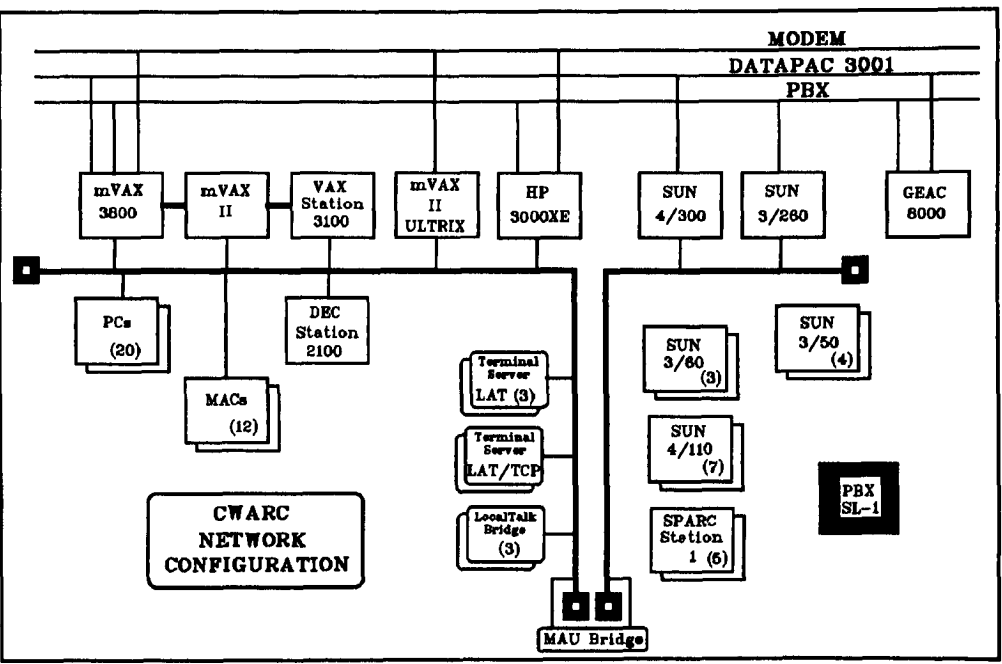 MODEM
DATAPAC 3001
PBX
mVAX
3800
mVAX
II
VAX
Station
3100
mVAX
II
ULTRIX
HP
3000XE
SUN
4/300
SUN
3/260
GEAC
8000
PCs
(20)
DEC
Station
2100
MACs
(12)
Terminal
Server
LAT (3)
Terminal
Server
LAT/TCP
LocalTalk
Bridge
(3)
SUN
3/60
(3)
SUN
3/50
(4)
SUN
4/110
(7)
SPARC
Station
1 (5)
PBX
SL-1
CWARC
NETWORK
CONFIGURATION
MAU Bridge